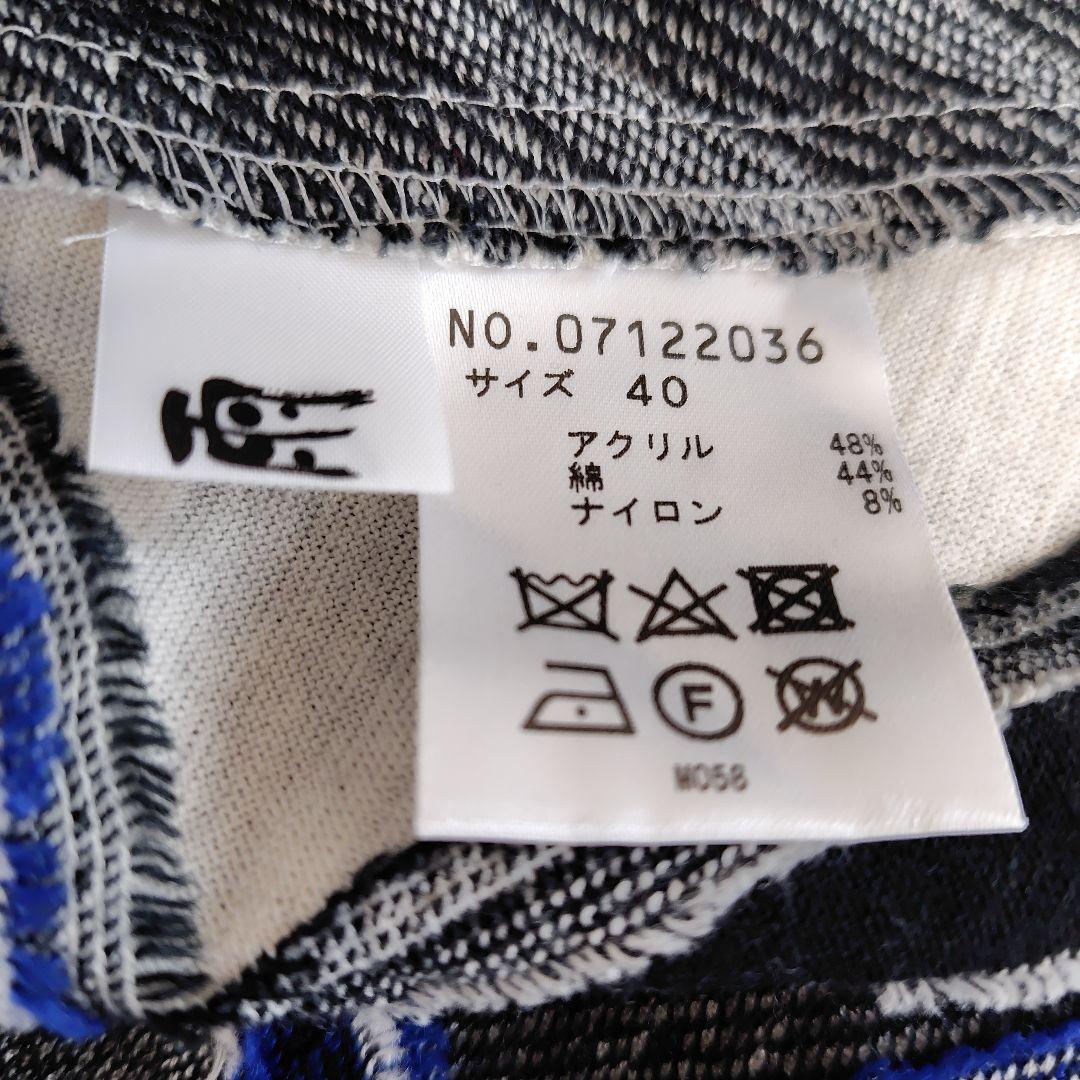 NO.07122036
サイズ 40
アクリル 48%
綿 44%
ナイロン 8%
F
W
M058